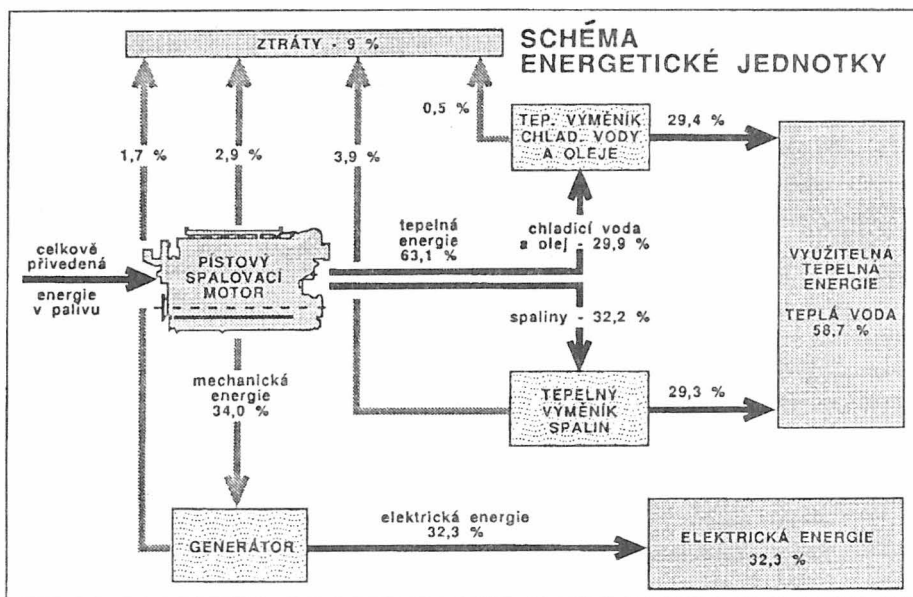 ZTRÁTY - 9 %
SCHÉMA
ENERGETICKÉ JEDNOTKY
1,7 %
2,9 %
3,9 %
0,5 %
TEP. VÝMĚNÍK
CHLAD. VODY
A OLEJE
29,4 %
celkově
přivedená
energie
v palivu
PÍSTOVÝ
SPALOVACÍ
MOTOR
tepelná
energie
63,1 %
chladicí voda
a olej - 29,9 %
VYUŽITELNÁ
TEPELNÁ
ENERGIE
TEPLÁ VODA
58,7 %
spaliny - 32,2 %
mechanická
energie
34,0 %
TEPELNÝ
VÝMĚNÍK
SPALIN
29,3 %
GENERÁTOR
elektrická energie
32,3 %
ELEKTRICKÁ ENERGIE
32,3 %